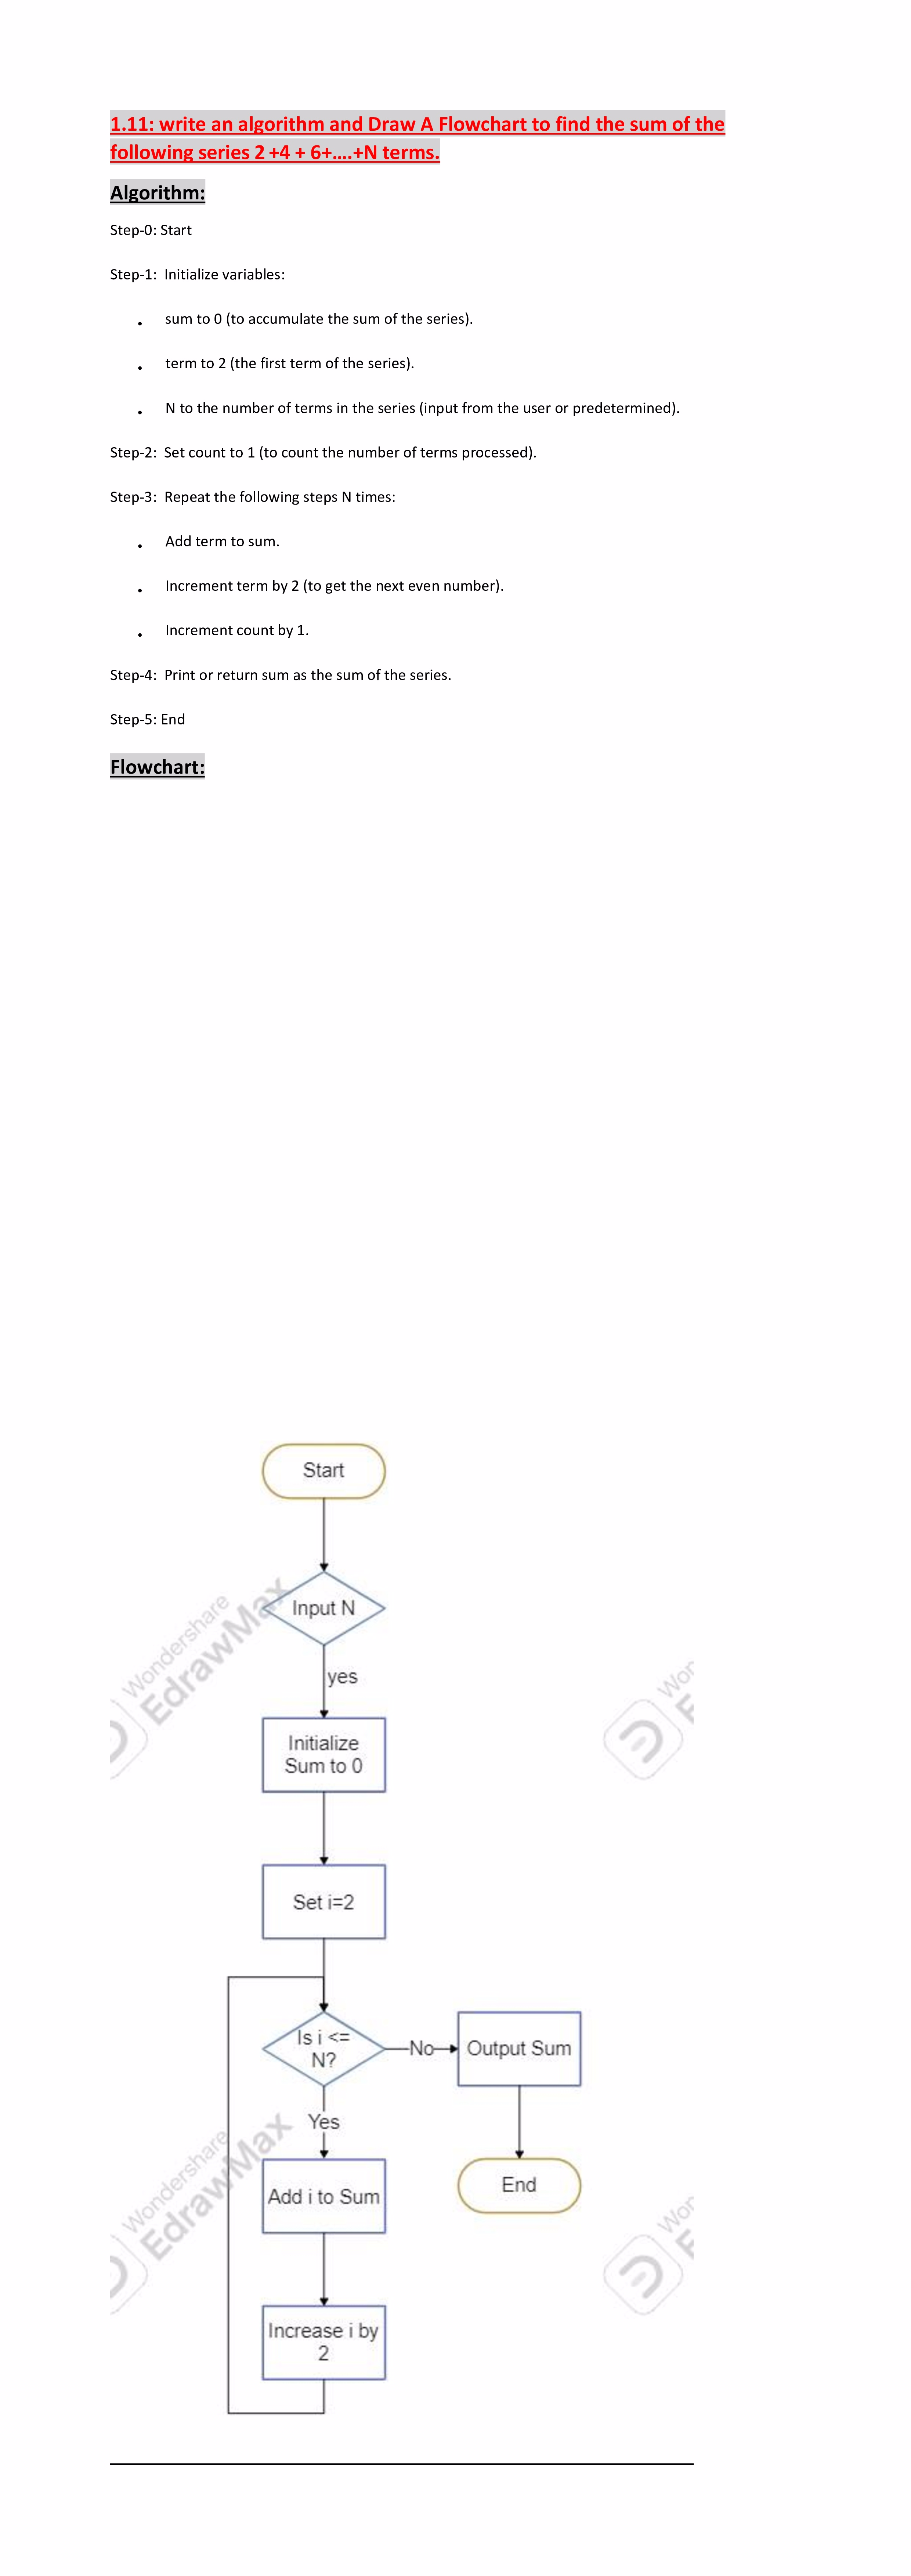 1.11: write an algorithm and Draw A Flowchart to find the sum of the
following series 2 +4 + 6+....+N terms.
Algorithm:
Step-0: Start
Step-1:  Initialize variables:
• sum to 0 (to accumulate the sum of the series).
• term to 2 (the first term of the series).
• N to the number of terms in the series (input from the user or predetermined).
Step-2:  Set count to 1 (to count the number of terms processed).
Step-3:  Repeat the following steps N times:
• Add term to sum.
• Increment term by 2 (to get the next even number).
• Increment count by 1.
Step-4:  Print or return sum as the sum of the series.
Step-5: End
Flowchart:
Start
Input N
yes
Initialize
Sum to 0
Set i=2
Is i <=
N?
No
Output Sum
Yes
Add i to Sum
End
Increase i by
2
Wondershare
EdrawMax
Wor
Wondershare
EdrawMax
Wor